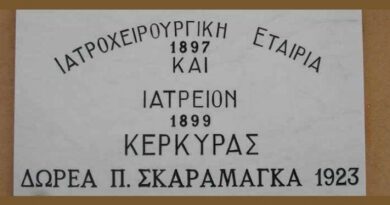 ΙΑΤΡΟΧΕΙΡΟΥΡΓΙΚΗ ΕΤΑΙΡΙΑ
1897
ΚΑΙ
ΙΑΤΡΕΙΟΝ
1899
ΚΕΡΚΥΡΑΣ
ΔΩΡΕΑ Π. ΣΚΑΡΑΜΑΓΚΑ 1923